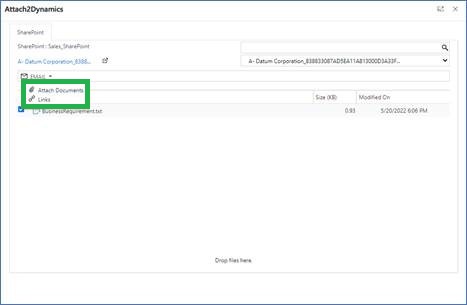 Attach2Dynamics
SharePoint
SharePoint : Sales_SharePoint
A- Datum Corporation_8388...
A- Datum Corporation_838833087AD5EA11A813000D3A33F...
EMAIL
Attach Documents
Links
Size (KB) Modified On
BusinessRequirement.txt 0.93 5/20/2022 6:06 PM
Drop files here.